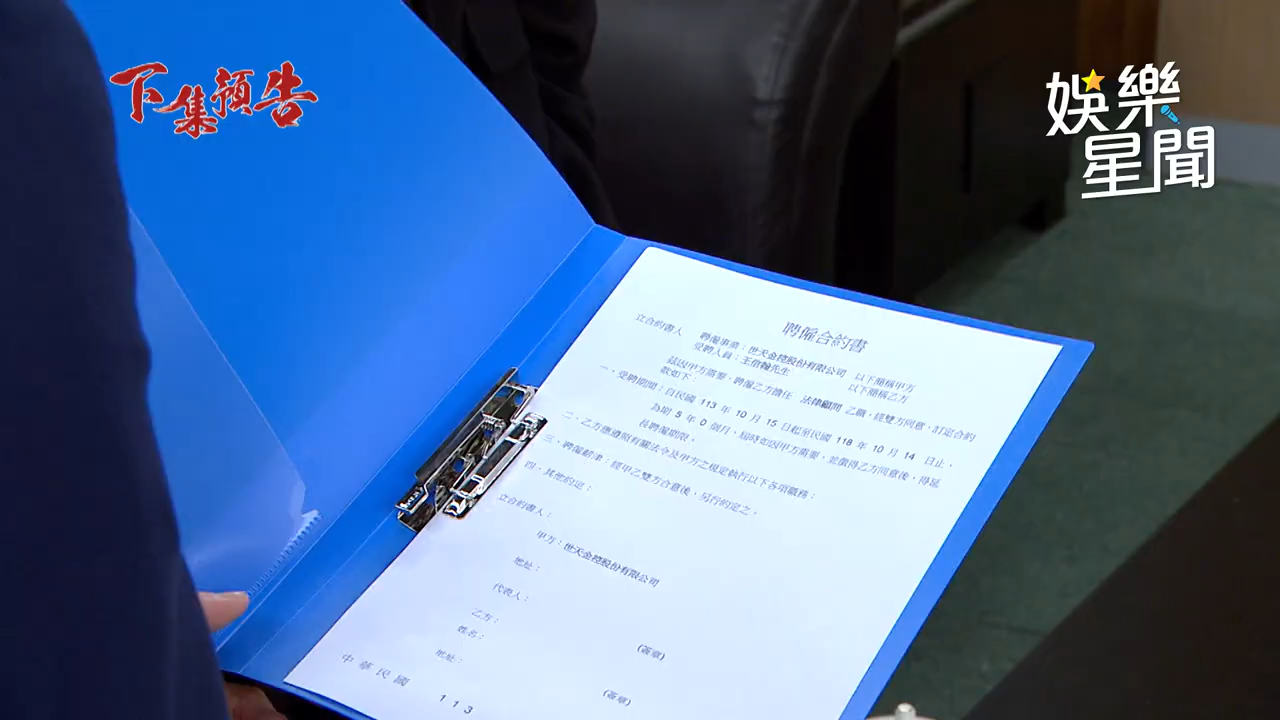 下集預告
娛樂
星聞
聘僱合約書
立合約書人 聘僱事業：世天金控股份有限公司 以下簡稱甲方
受聘人員：王信翰先生 以下簡稱乙方
茲因甲方需要，聘僱乙方擔任 法律顧問 乙職，經雙方同意，訂定合約
款如下：
一、受聘期間：自民國 113 年 10 月 15 日起至民國 118 年 10 月 14 日止，
為期 5 年 0 個月，屆時如因甲方需要，並徵得乙方同意後，得延
長聘僱期限。
二、乙方應遵照有關法令及甲方之規定執行以下各項職務：
三、聘僱薪津：經甲乙雙方合意後，另行約定之。
四、其他約定：
立合約書人：
甲方：世天金控股份有限公司
地址：
代表人：
乙方：
姓名： (簽章)
地址：
(簽章)
中華民國 113